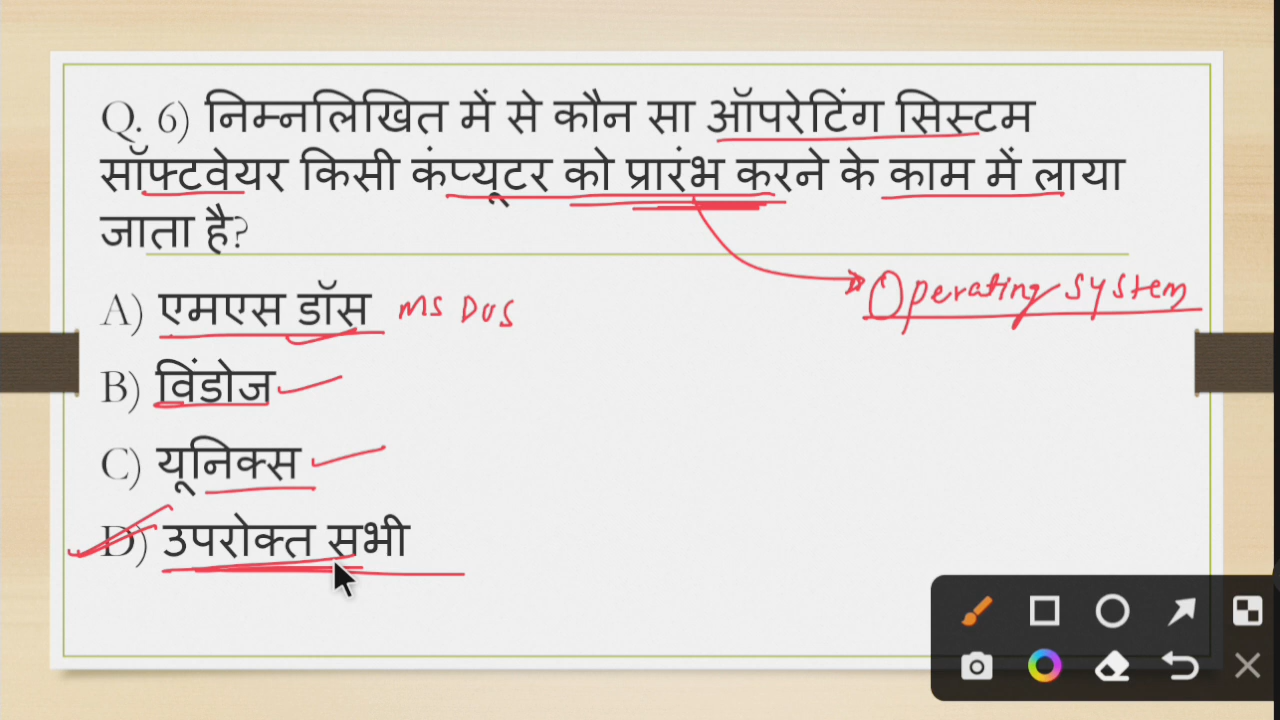 Q. 6) निम्नलिखित में से कौन सा ऑपरेटिंग सिस्टम
सॉफ्टवेयर किसी कंप्यूटर को प्रारंभ करने के काम में लाया
जाता है?
Operating System
A) एमएस डॉस MS DOS
B) विंडोज
C) यूनिक्स
D) उपरोक्त सभी